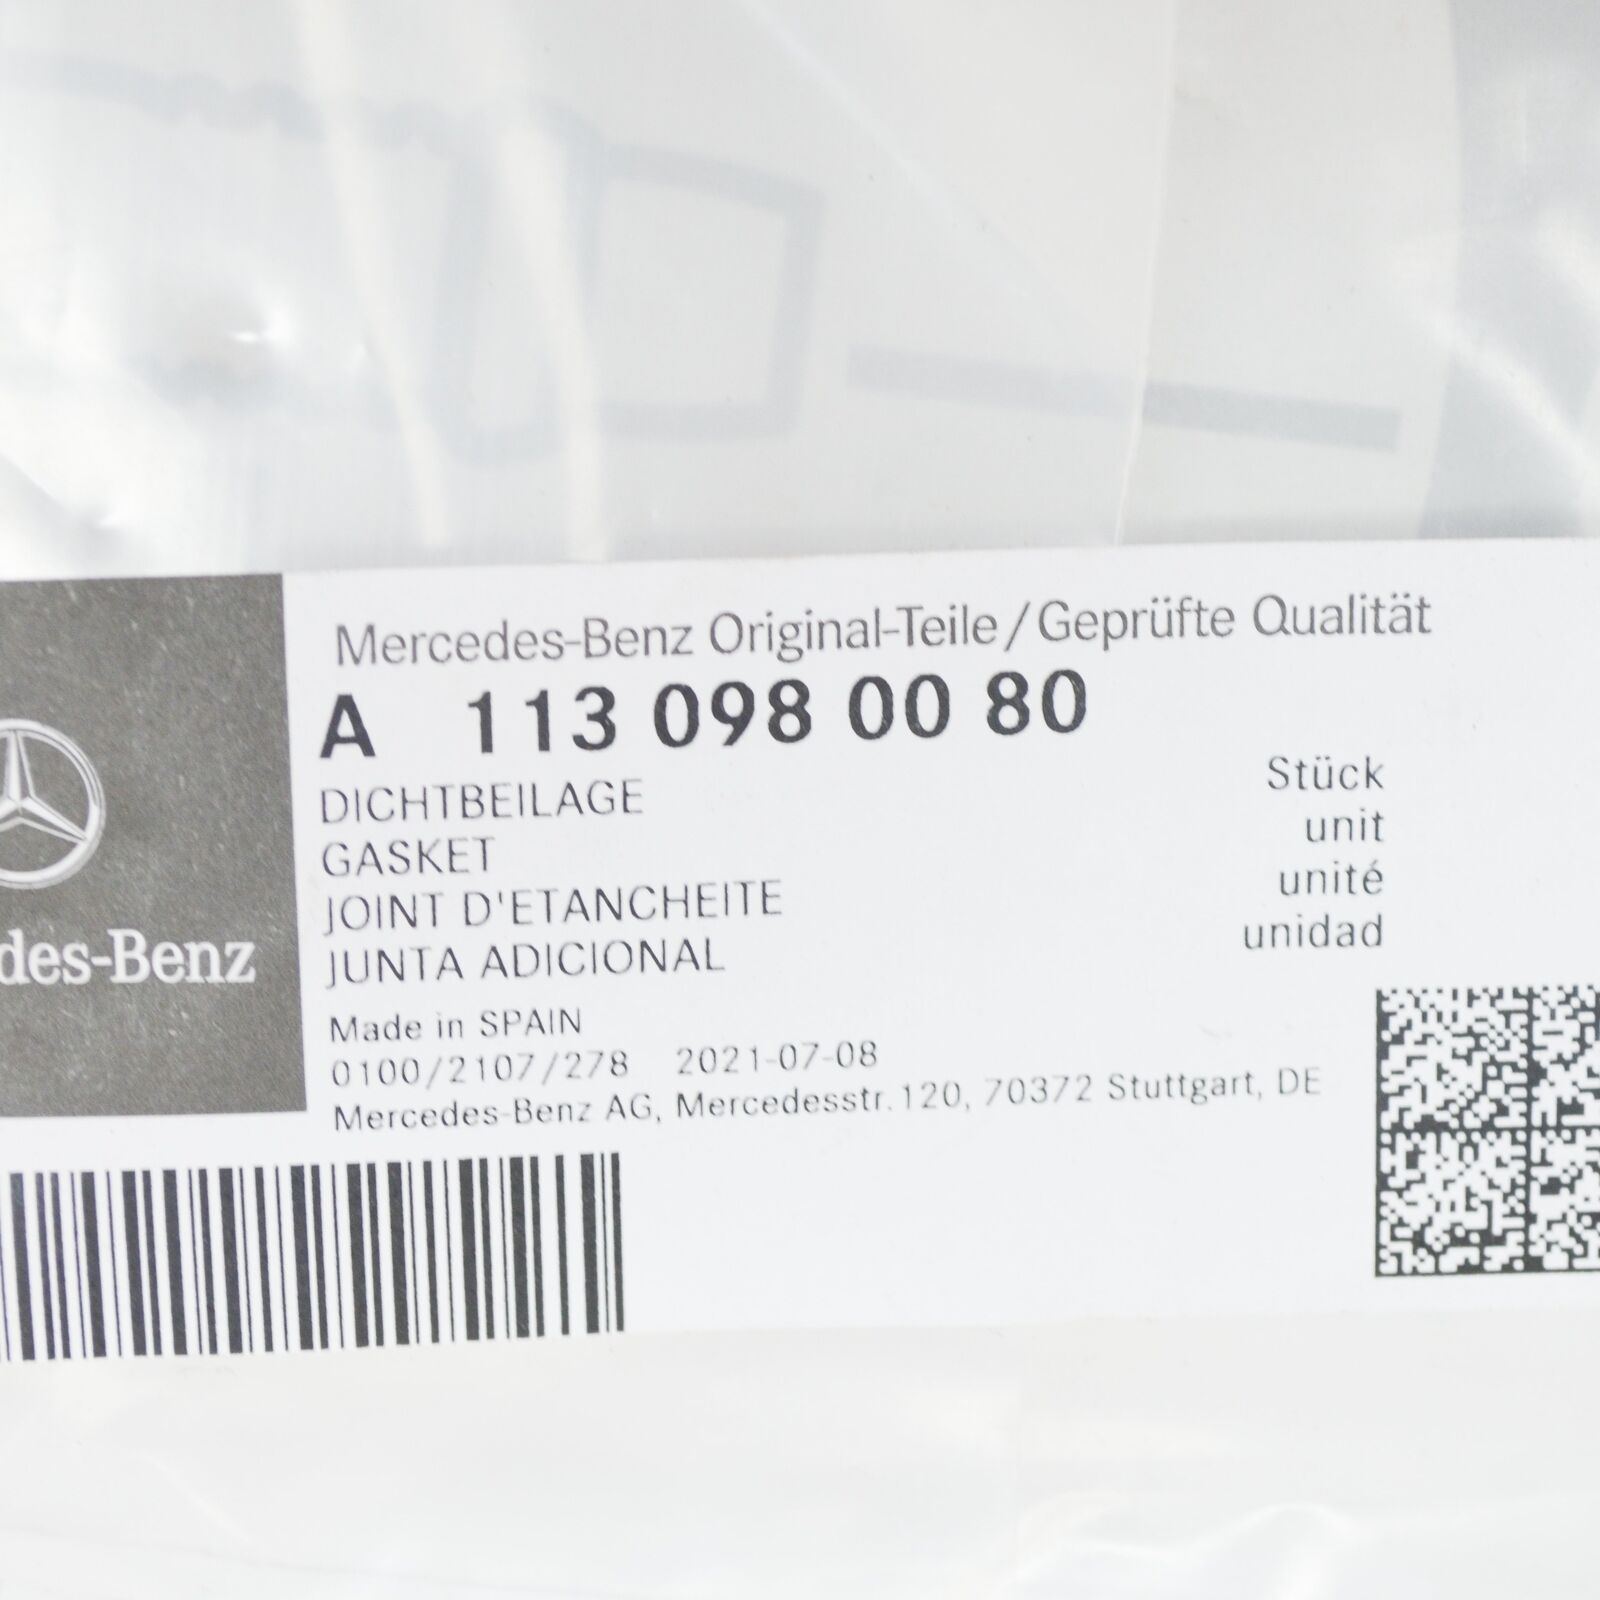 Mercedes-Benz Original-Teile/Geprüfte Qualität
A 113 098 00 80
DICHTBEILAGE
GASKET
JOINT D'ETANCHEITE
JUNTA ADICIONAL
Stück
unit
unité
unidad
des-Benz
Made in SPAIN
0100/2107/278 2021-07-08
Mercedes-Benz AG, Mercedesstr.120, 70372 Stuttgart, DE